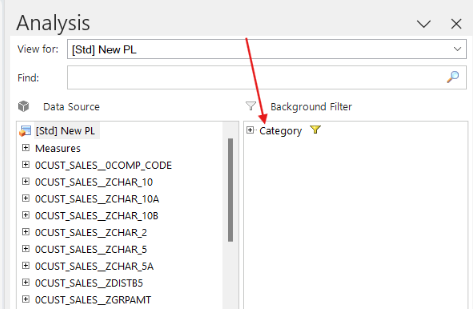 Analysis
View for: [Std] New PL
Find:
Data Source
Background Filter
[Std] New PL
Category
Measures
0CUST_SALES__0COMP_CODE
0CUST_SALES__ZCHAR_10
0CUST_SALES__ZCHAR_10A
0CUST_SALES__ZCHAR_10B
0CUST_SALES__ZCHAR_2
0CUST_SALES__ZCHAR_5
0CUST_SALES__ZCHAR_5A
0CUST_SALES__ZDISTB5
0CUST_SALES__ZGRPAMT